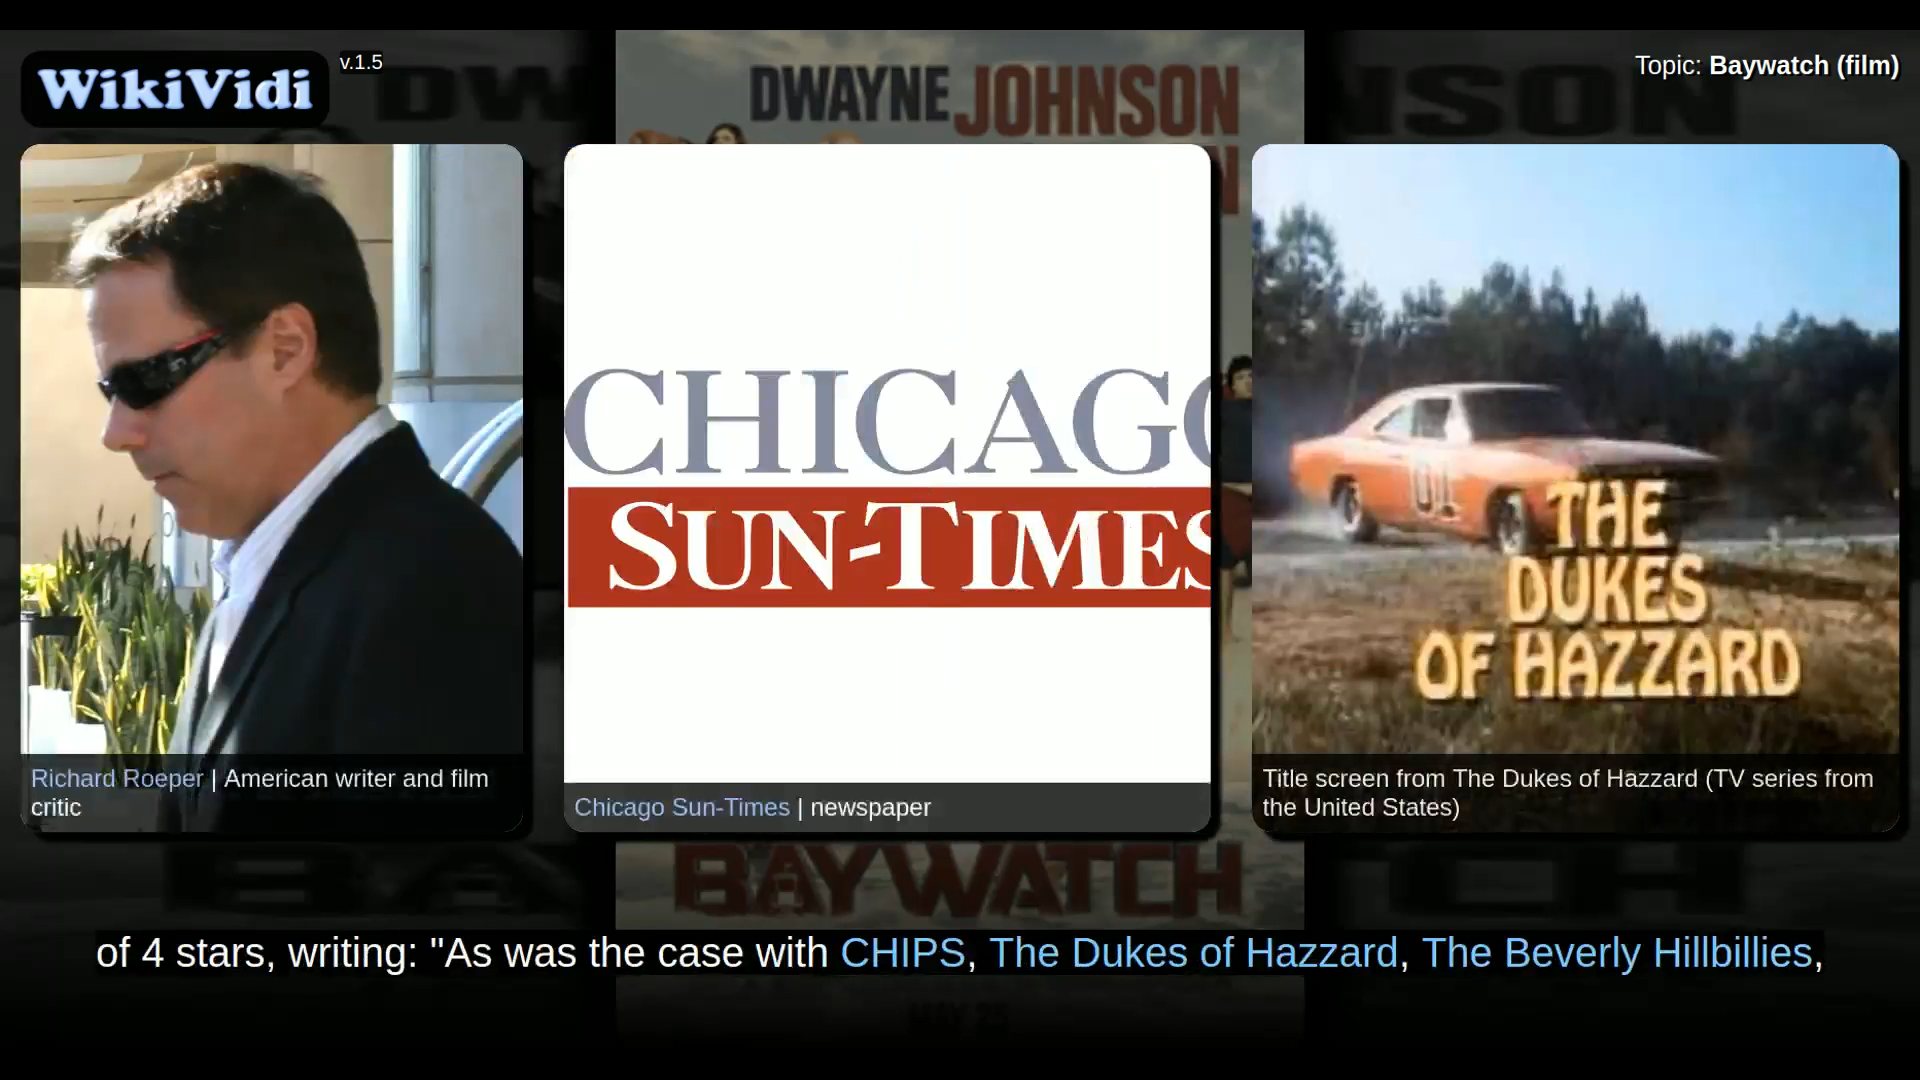 WikiVidi
v.1.5
Topic: Baywatch (film)
DWAYNE JOHNSON
CHICAGO
SUN-TIMES
01
THE
DUKES
OF HAZZARD
Richard Roeper | American writer and film
critic
Chicago Sun-Times | newspaper
Title screen from The Dukes of Hazzard (TV series from
the United States)
BAYWATCH
of 4 stars, writing: "As was the case with CHIPS, The Dukes of Hazzard, The Beverly Hillbillies,
MAY 25